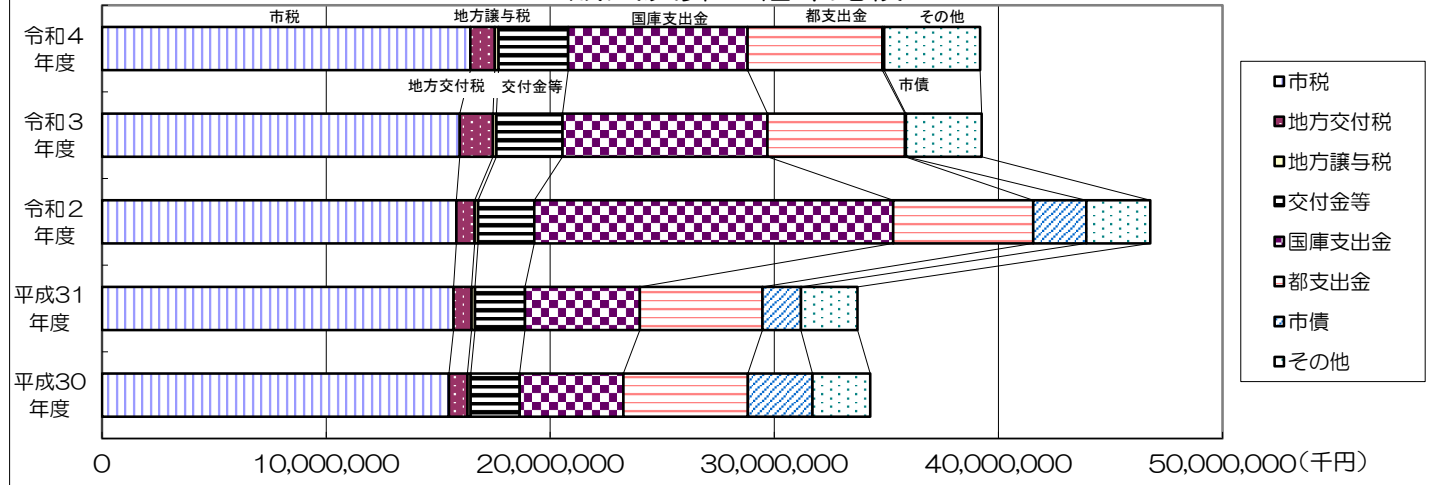 市税 地方譲与税 国庫支出金 都支出金 その他
令和4
年度
地方交付税 交付金等 市債
令和3
年度
令和2
年度
平成31
年度
平成30
年度
0 10,000,000 20,000,000 30,000,000 40,000,000 50,000,000(千円)
市税
地方交付税
地方譲与税
交付金等
国庫支出金
都支出金
市債
その他